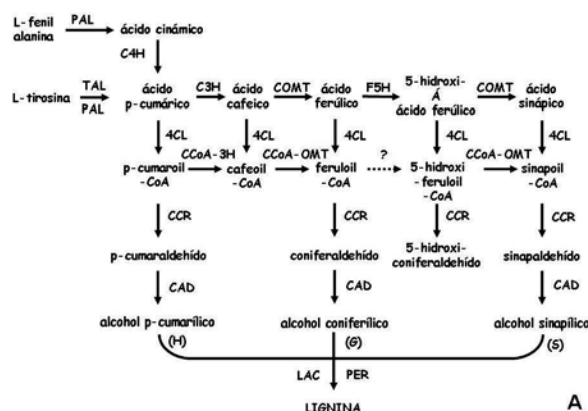 L-fenil alanina PAL ácido cinámico
C4H
L-tirosina TAL PAL ácido p-cumárico C3H ácido cafeico COMT ácido ferúlico F5H 5-hidroxi-Á ácido ferúlico COMT ácido sinápico
4CL 4CL 4CL 4CL 4CL
p-cumaroil -CoA CCoA-3H cafeoil -CoA CCoA-OMT feruloil -CoA ? 5-hidroxi -feruloil -CoA CCoA-OMT sinapoil -CoA
CCR CCR CCR CCR
p-cumaraldehído coniferaldehído 5-hidroxi-coniferaldehído sinapaldehído
CAD CAD CAD
alcohol p-cumarílico alcohol coniferílico alcohol sinapílico
(H) (G) (S)
LAC PER
LIGNINA
A